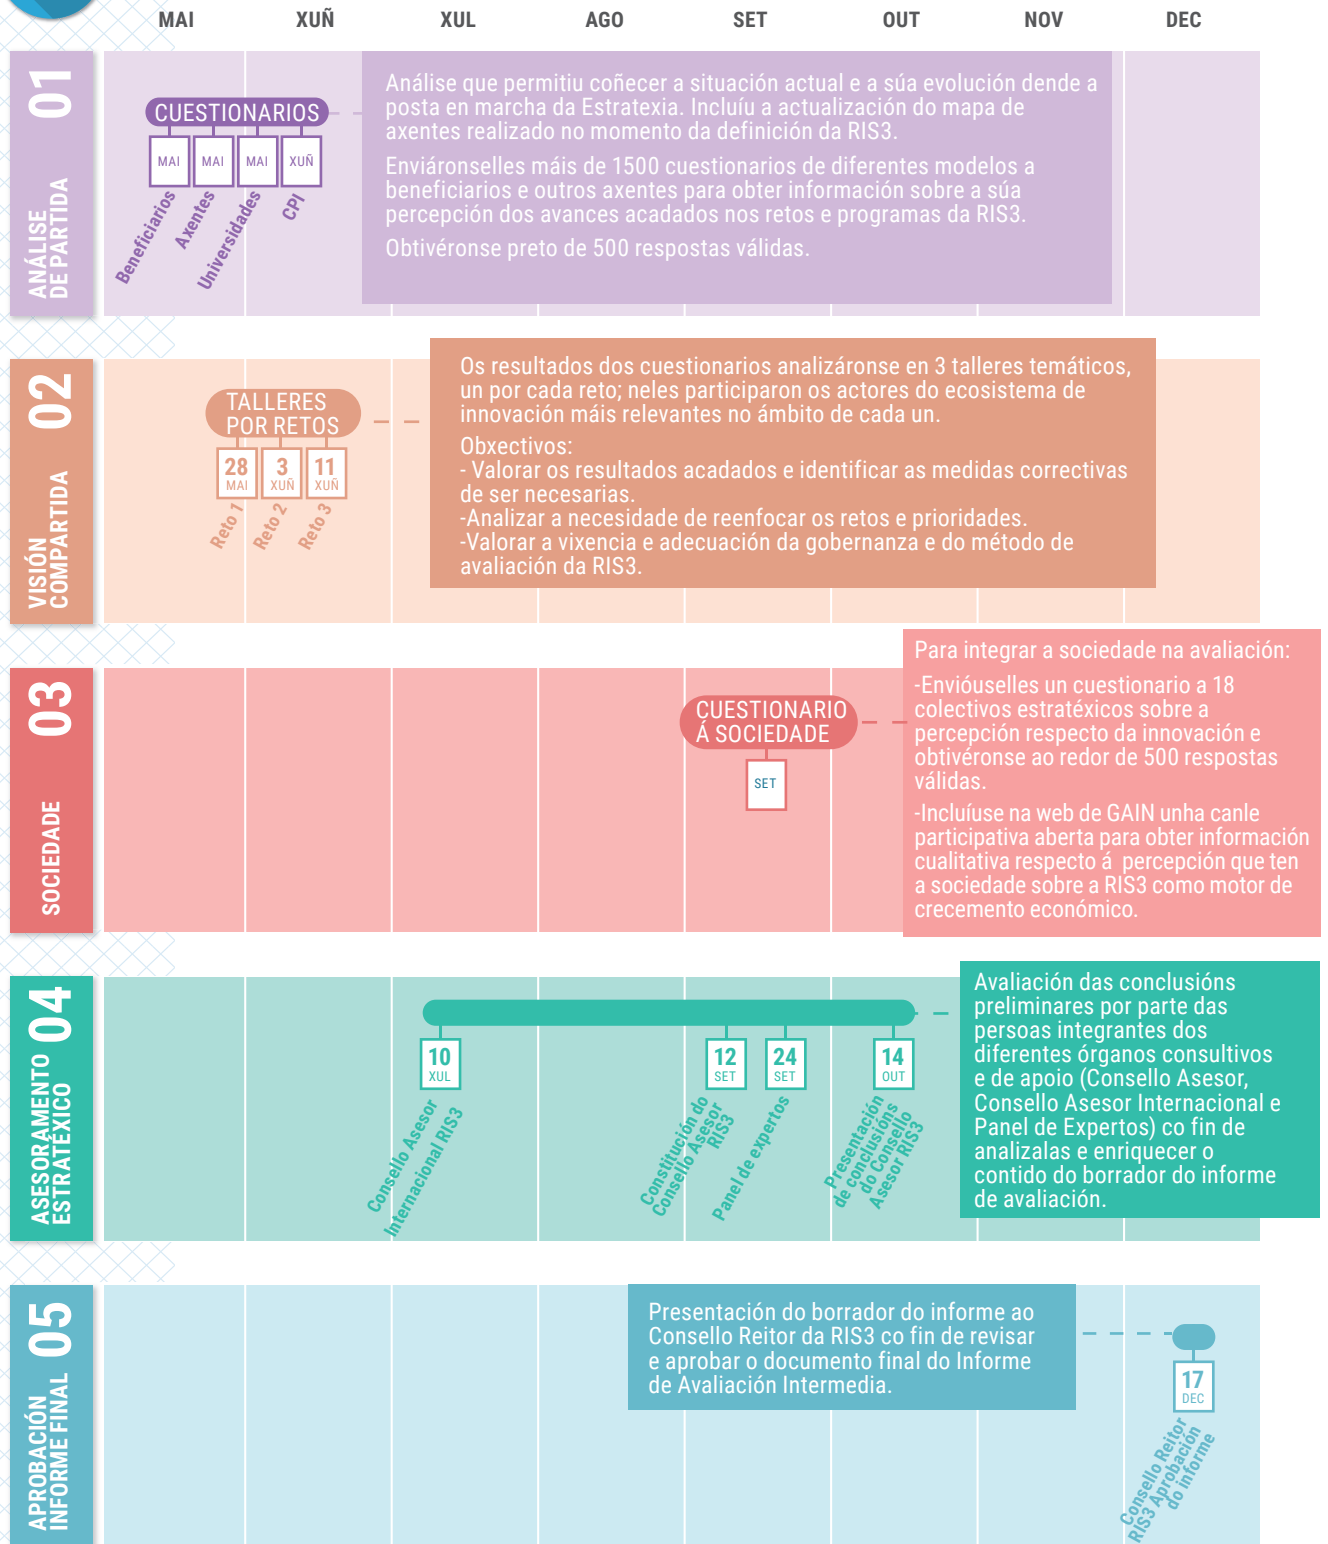 MAI XUÑ XUL AGO SET OUT NOV DEC
01
ANÁLISE
DE PARTIDA
CUESTIONARIOS
MAI MAI MAI XUÑ
Beneficiarios
Axentes
Universidades
CPI
Análise que permitiu coñecer a situación actual e a súa evolución dende a
posta en marcha da Estratexia. Incluíu a actualización do mapa de
axentes realizado no momento da definición da RIS3.
Enviáronselles máis de 1500 cuestionarios de diferentes modelos a
beneficiarios e outros axentes para obter información sobre a súa
percepción dos avances acadados nos retos e programas da RIS3.
Obtivéronse preto de 500 respostas válidas.
02
VISIÓN
COMPARTIDA
TALLERES
POR RETOS
28 3 11
MAI XUÑ XUÑ
Reto 1
Reto 2
Reto 3
Os resultados dos cuestionarios analizáronse en 3 talleres temáticos,
un por cada reto; neles participaron os actores do ecosistema de
innovación máis relevantes no ámbito de cada un.
Obxectivos:
- Valorar os resultados acadados e identificar as medidas correctivas
de ser necesarias.
-Analizar a necesidade de reenfocar os retos e prioridades.
-Valorar a vixencia e adecuación da gobernanza e do método de
avaliación da RIS3.
03
SOCIEDADE
CUESTIONARIO
Á SOCIEDADE
SET
Para integrar a sociedade na avaliación:
-Envióuselles un cuestionario a 18
colectivos estratéxicos sobre a
percepción respecto da innovación e
obtivéronse ao redor de 500 respostas
válidas.
-Incluíuse na web de GAIN unha canle
participativa aberta para obter información
cualitativa respecto á percepción que ten
a sociedade sobre a RIS3 como motor de
crecemento económico.
04
ASESORAMENTO
ESTRATÉXICO
10 12 24 14
XUL SET SET OUT
Consello Asesor
Internacional RIS3
Constitución do
Consello Asesor
RIS3
Panel de expertos
Presentación
de conclusións
do Consello
Asesor RIS3
Avaliación das conclusións
preliminares por parte das
persoas integrantes dos
diferentes órganos consultivos
e de apoio (Consello Asesor,
Consello Asesor Internacional e
Panel de Expertos) co fin de
analizalas e enriquecer o
contido do borrador do informe
de avaliación.
05
APROBACIÓN
INFORME FINAL
Presentación do borrador do informe ao
Consello Reitor da RIS3 co fin de revisar
e aprobar o documento final do Informe
de Avaliación Intermedia.
17
DEC
Consello Reitor
RIS3 Aprobación
do informe